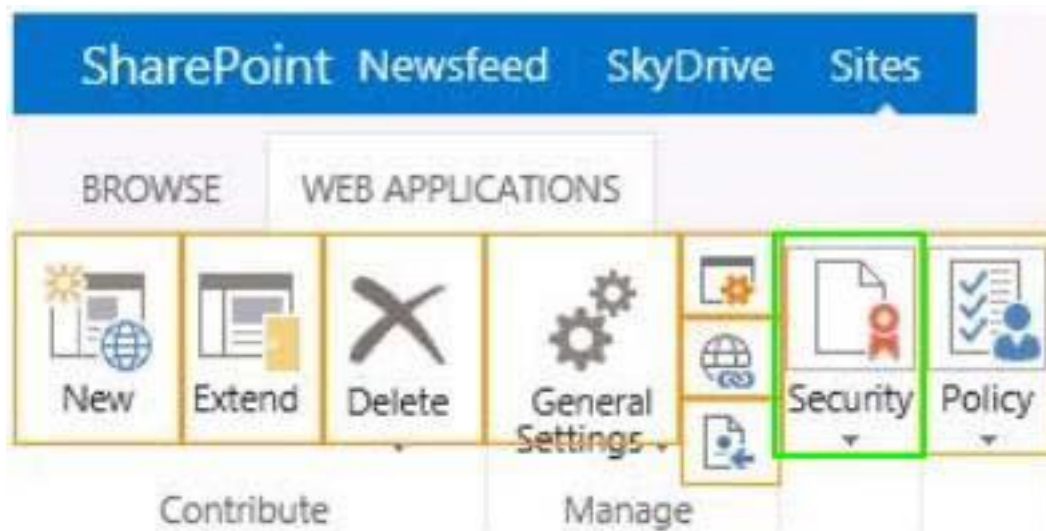 SharePoint Newsfeed SkyDrive Sites
BROWSE WEB APPLICATIONS
New Extend Delete General Settings Security Policy
Contribute Manage